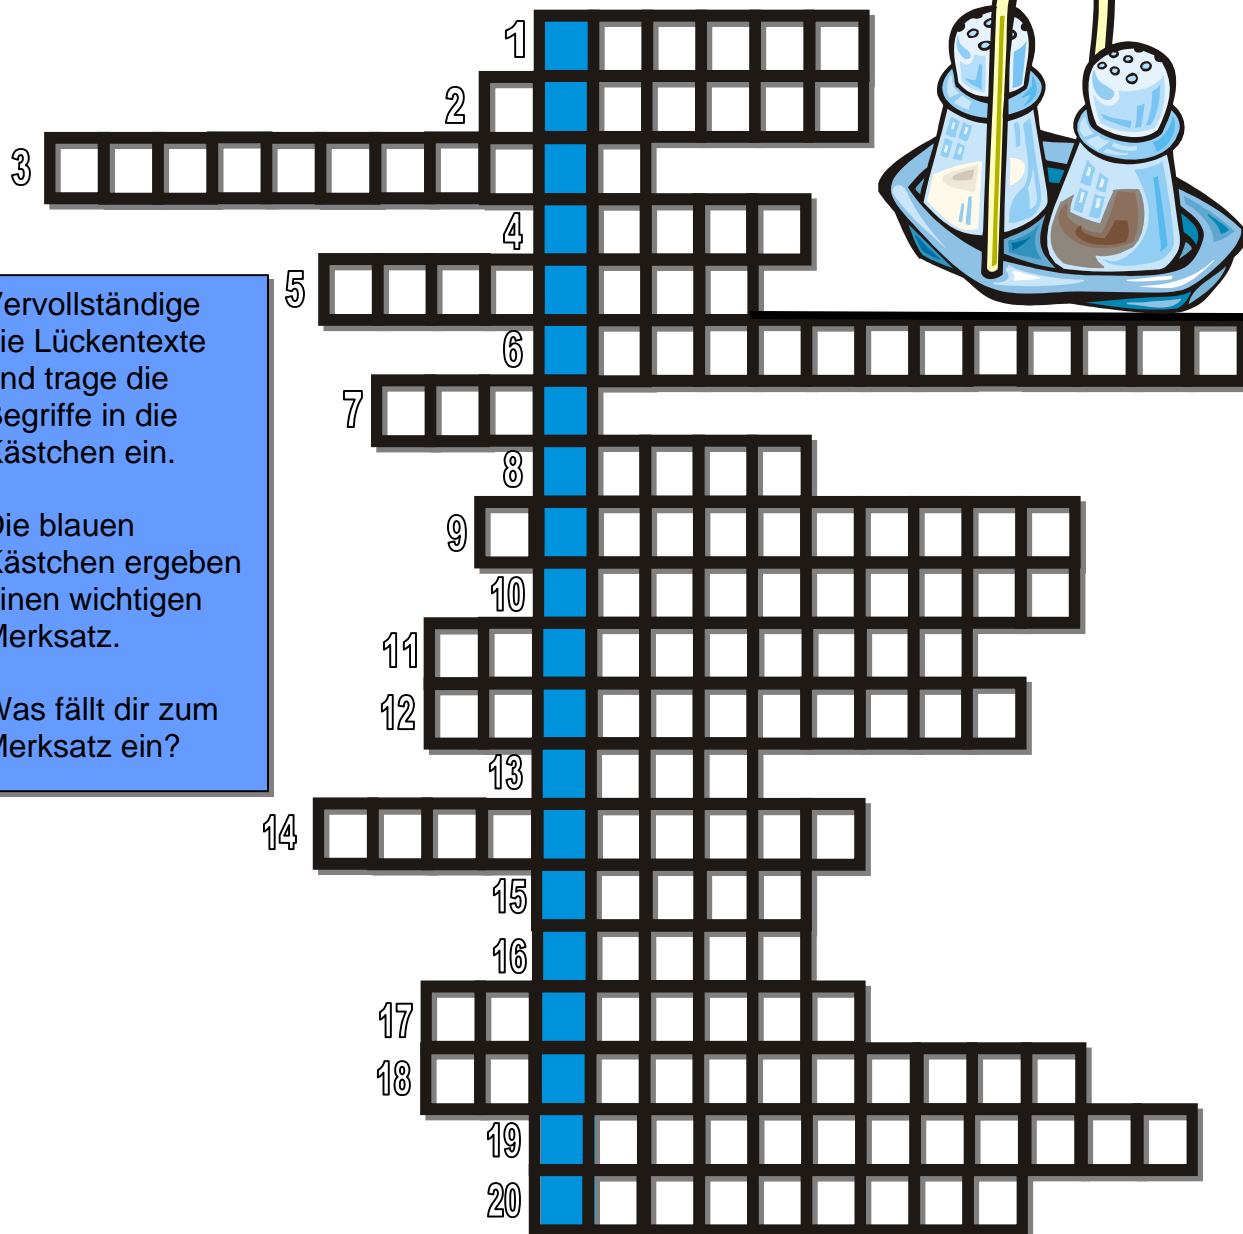 1
2
3
4
5
6
7
8
9
10
11
12
13
14
15
16
17
18
19
20
ervollständige
ie Lückentexte
nd trage die
egriffe in die
ästchen ein.
ie blauen
ästchen ergeben
inen wichtigen
erksatz.
Was fällt dir zum
erksatz ein?